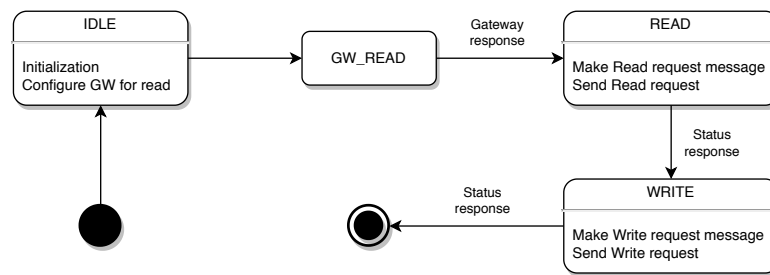 IDLE
Initialization
Configure GW for read
GW_READ
Gateway
response
READ
Make Read request message
Send Read request
Status
response
WRITE
Make Write request message
Send Write request
Status
response